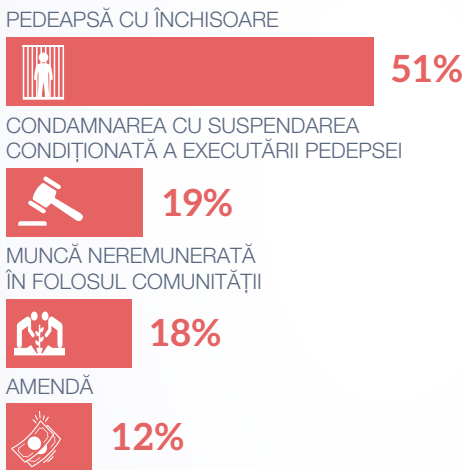 PEDEAPSĂ CU ÎNCHISOARE
51%
CONDAMNAREA CU SUSPENDAREA
CONDIȚIONATĂ A EXECUTĂRII PEDEPSEI
19%
MUNCĂ NEREMUNERATĂ
ÎN FOLOSUL COMUNITĂȚII
18%
AMENDĂ
12%